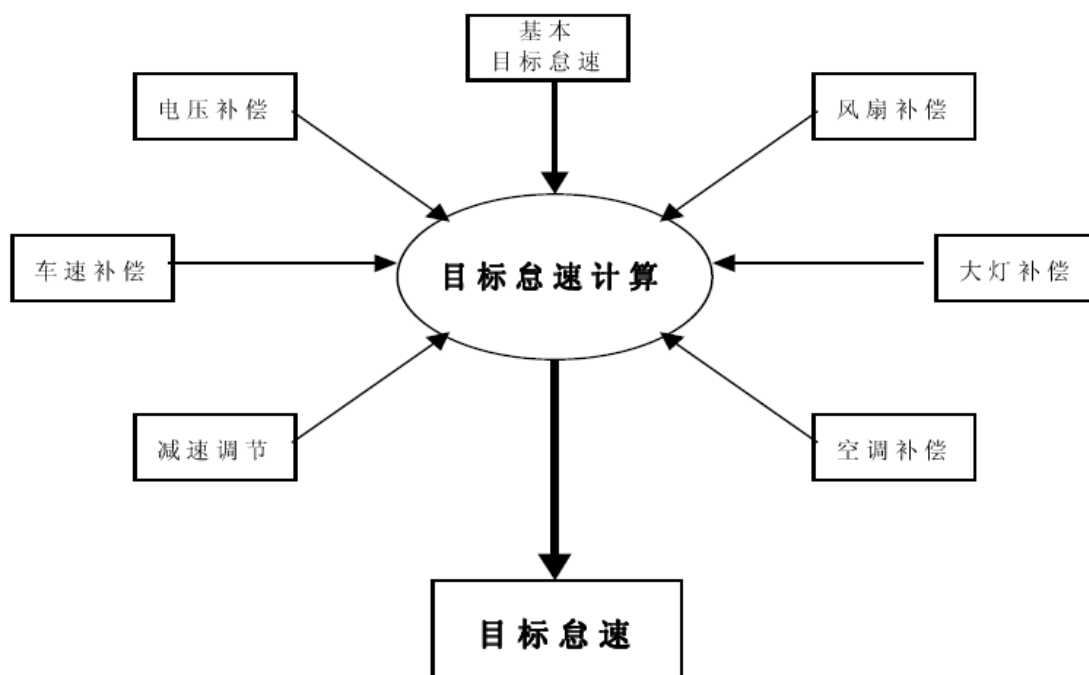 基本
目标怠速
电压补偿
风扇补偿
车速补偿
目标怠速计算
大灯补偿
减速调节
空调补偿
目标怠速